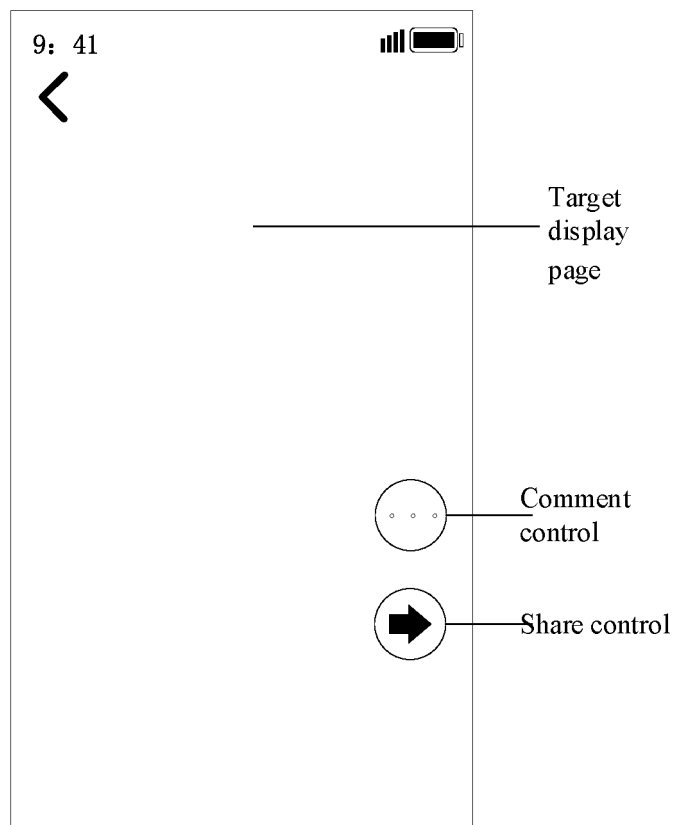 9：41
Target
display
page
Comment
control
Share control